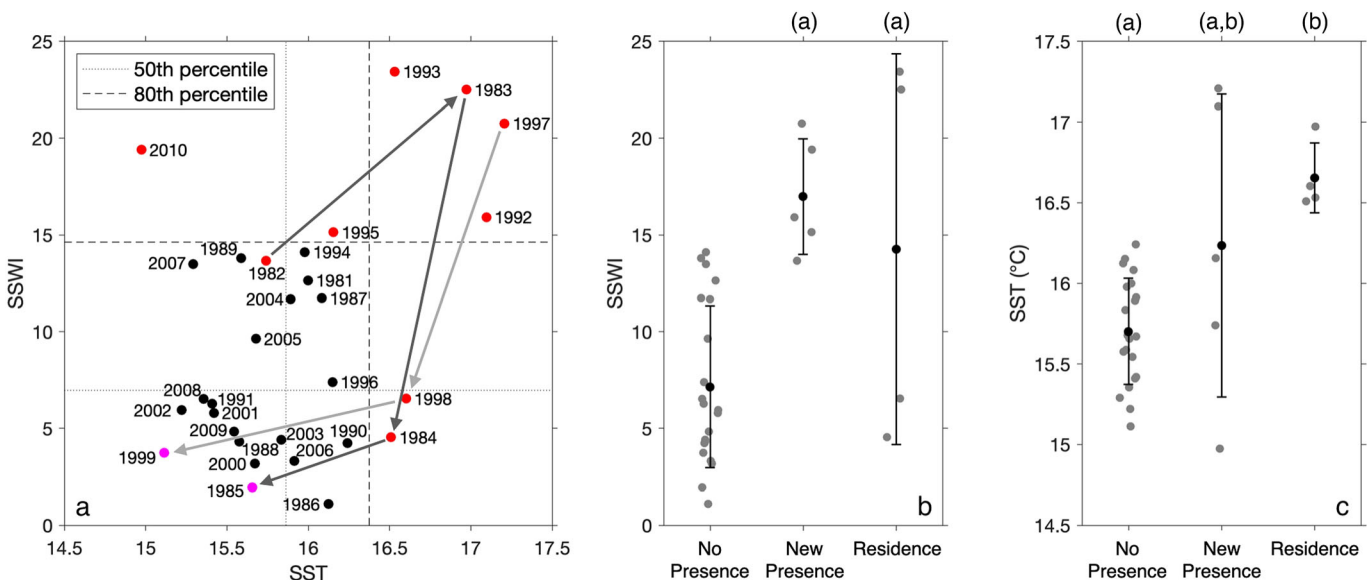 50th percentile
80th percentile
1993
1983
1997
2010
1992
1995
1989
1994
2007
1982
1981
2004
1987
2005
1996
2008
1991
1998
2002
2001
2009
1990
1984
2003
1999
1988
2006
2000
1985
1986
a
25
20
15
10
5
0
SSWI
14.5 15 15.5 16 16.5 17 17.5
SST
(a) (a)
25
20
15
10
5
0
SSWI
b
No
Presence
New
Presence
Residence
(a) (a,b) (b)
17.5
17
16.5
16
15.5
15
14.5
SST (°C)
c
No
Presence
New
Presence
Residence